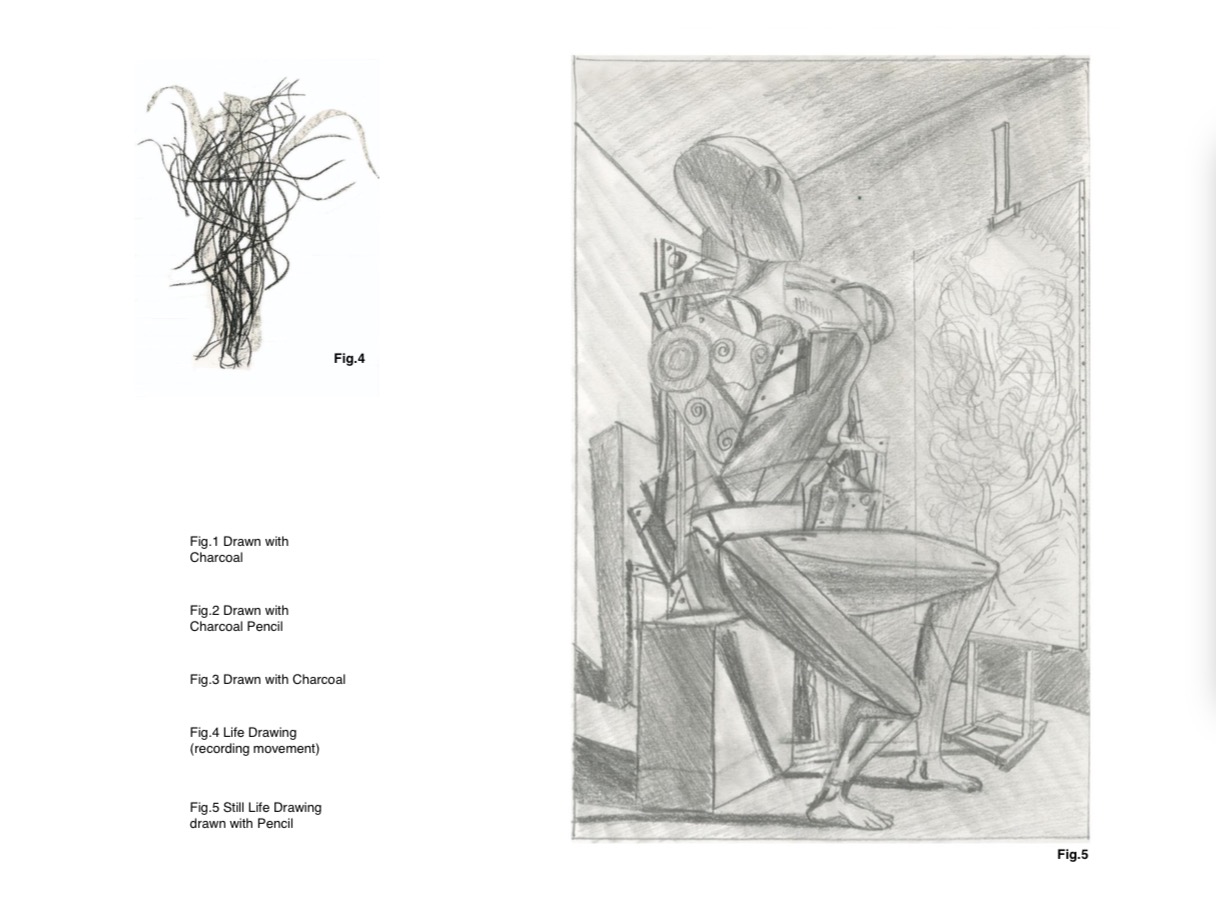 Fig.4
Fig.1 Drawn with
Charcoal
Fig.2 Drawn with
Charcoal Pencil
Fig.3 Drawn with Charcoal
Fig.4 Life Drawing
(recording movement)
Fig.5 Still Life Drawing
drawn with Pencil
Fig.5